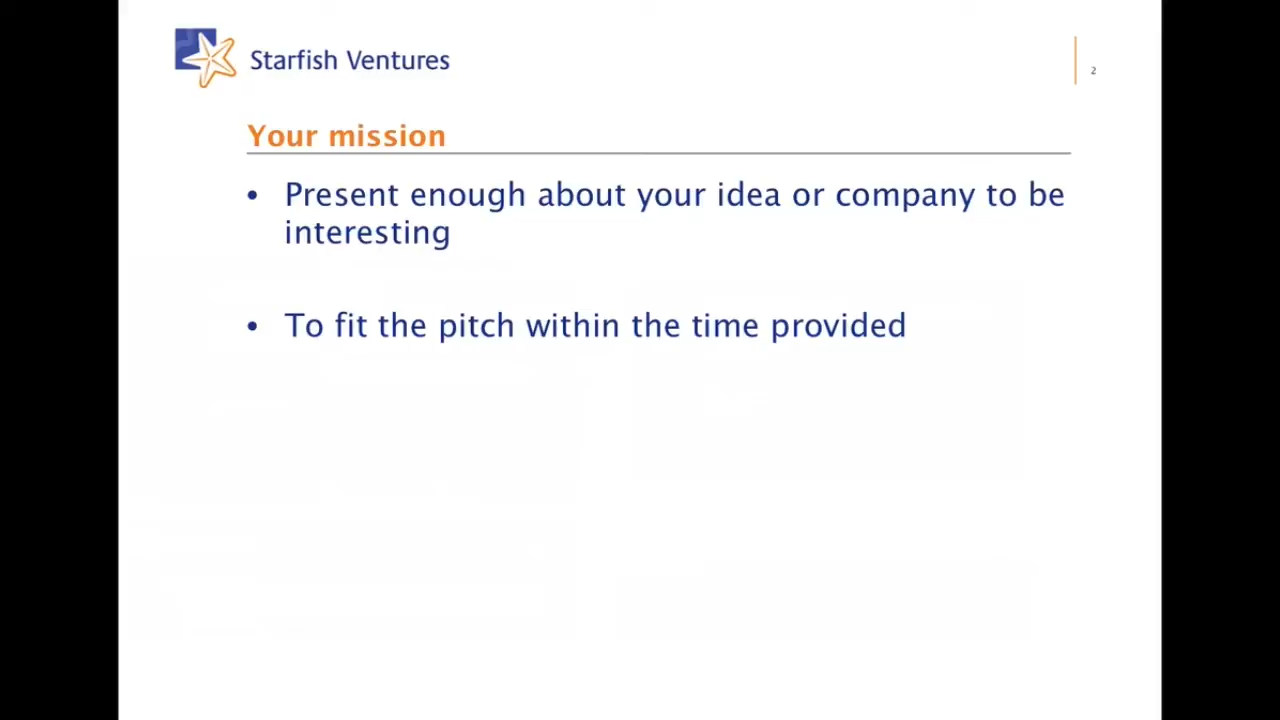 Starfish Ventures
2
Your mission
• Present enough about your idea or company to be
interesting
• To fit the pitch within the time provided